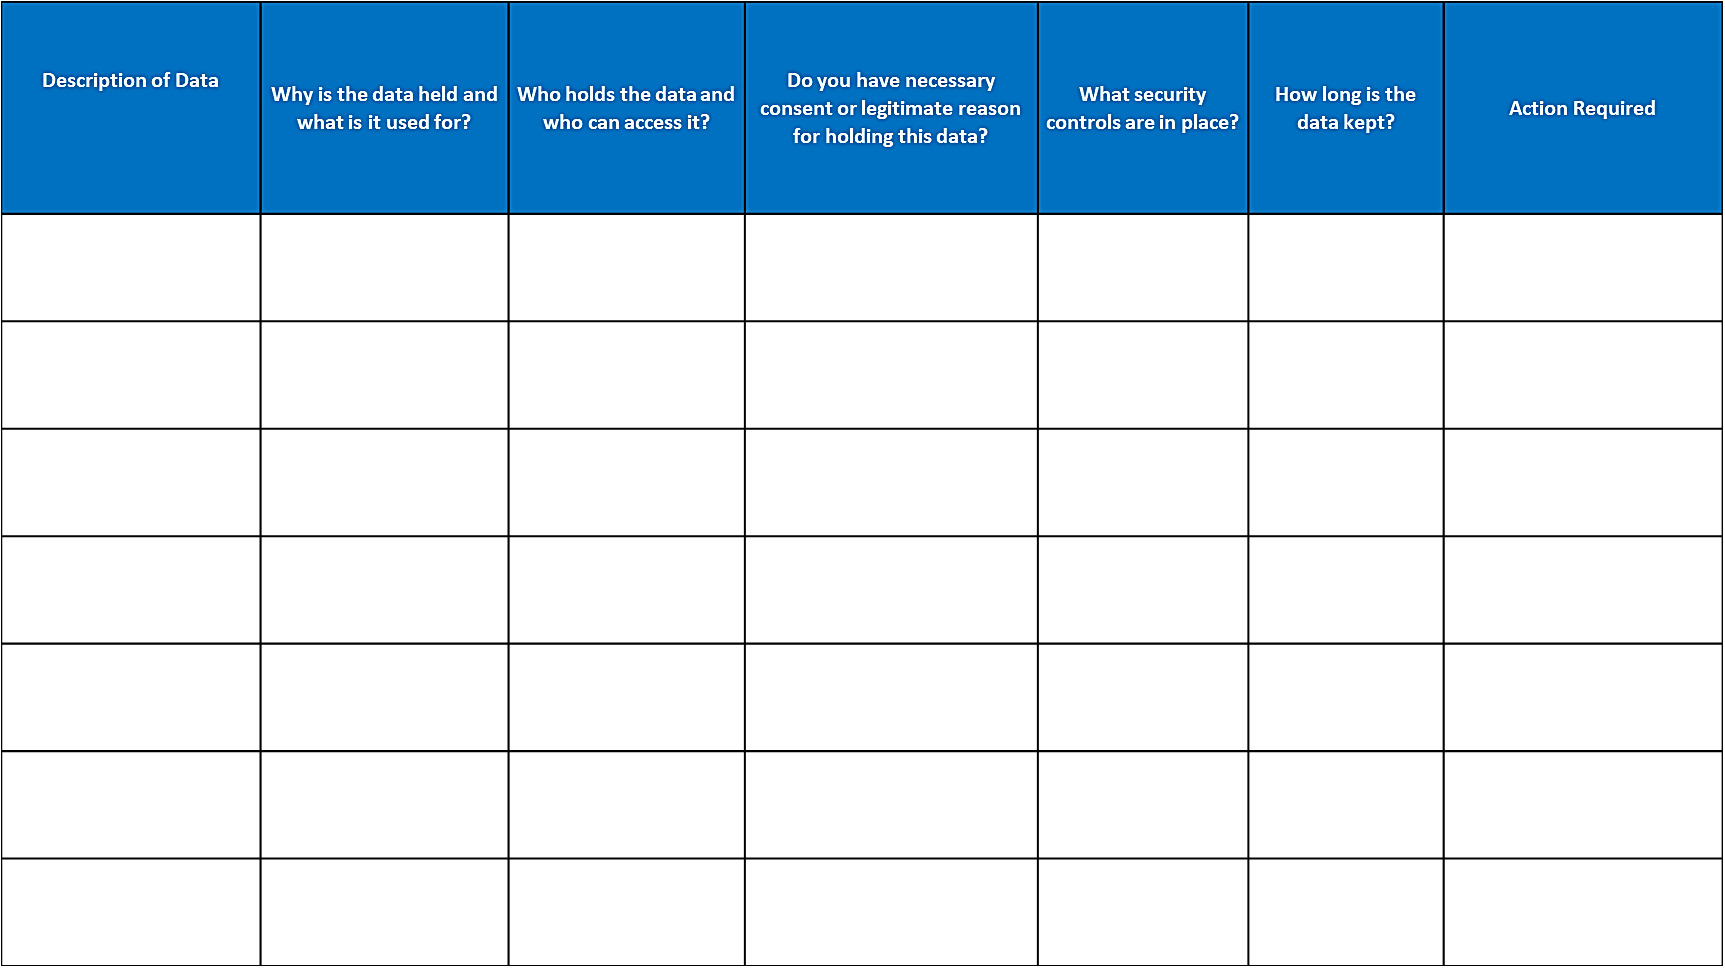 Description of Data
Why is the data held and
what is it used for?
Who holds the data and
who can access it?
Do you have necessary
consent or legitimate reason
for holding this data?
What security
controls are in place?
How long is the
data kept?
Action Required